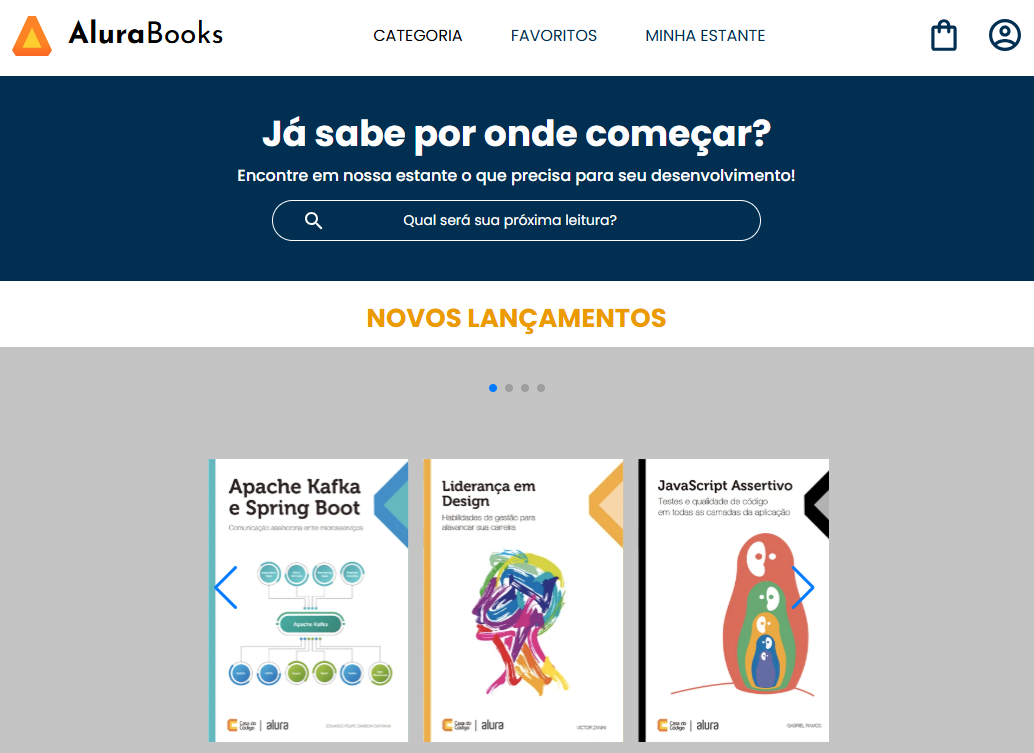 AluraBooks
CATEGORIA
FAVORITOS
MINHA ESTANTE
Já sabe por onde começar?
Encontre em nossa estante o que precisa para seu desenvolvimento!
Qual será sua próxima leitura?
NOVOS LANÇAMENTOS
Apache Kafka
e Spring Boot
Comunicação assíncrona entre microsserviços
Apache Kafka
Casa do
Código
alura
EDUARDO FELIPE ZAMBOM SANTANA
Liderança em
Design
Habilidades de gestão para
alavancar sua carreira
Casa do
Código
alura
VICTOR ZANINI
JavaScript Assertivo
Testes e qualidade de código
em todas as camadas da aplicação
Casa do
Código
alura
GABRIEL RAMOS